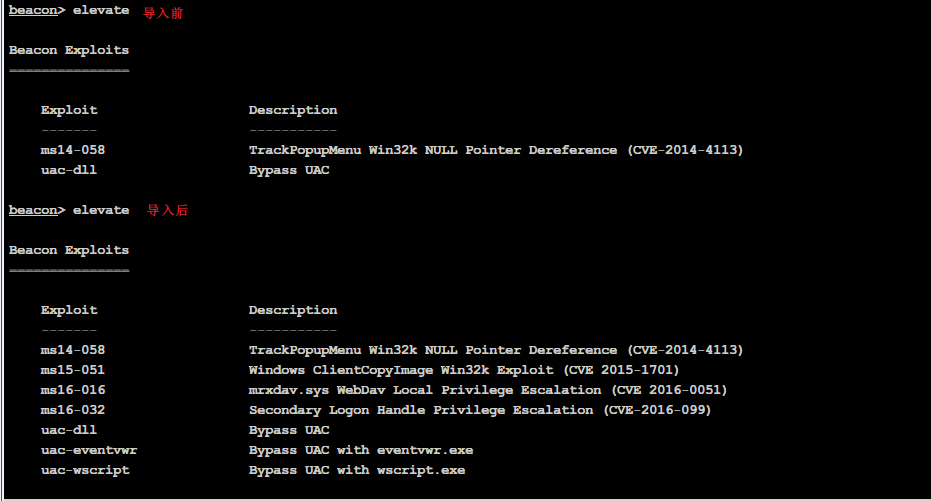 beacon> elevate 导入前
Beacon Exploits
===============
Exploit Description
------- -----------
ms14-058 TrackPopupMenu Win32k NULL Pointer Dereference (CVE-2014-4113)
uac-dll Bypass UAC
beacon> elevate 导入后
Beacon Exploits
===============
Exploit Description
------- -----------
ms14-058 TrackPopupMenu Win32k NULL Pointer Dereference (CVE-2014-4113)
ms15-051 Windows ClientCopyImage Win32k Exploit (CVE 2015-1701)
ms16-016 mrxdav.sys WebDav Local Privilege Escalation (CVE 2016-0051)
ms16-032 Secondary Logon Handle Privilege Escalation (CVE-2016-099)
uac-dll Bypass UAC
uac-eventvwr Bypass UAC with eventvwr.exe
uac-wscript Bypass UAC with wscript.exe